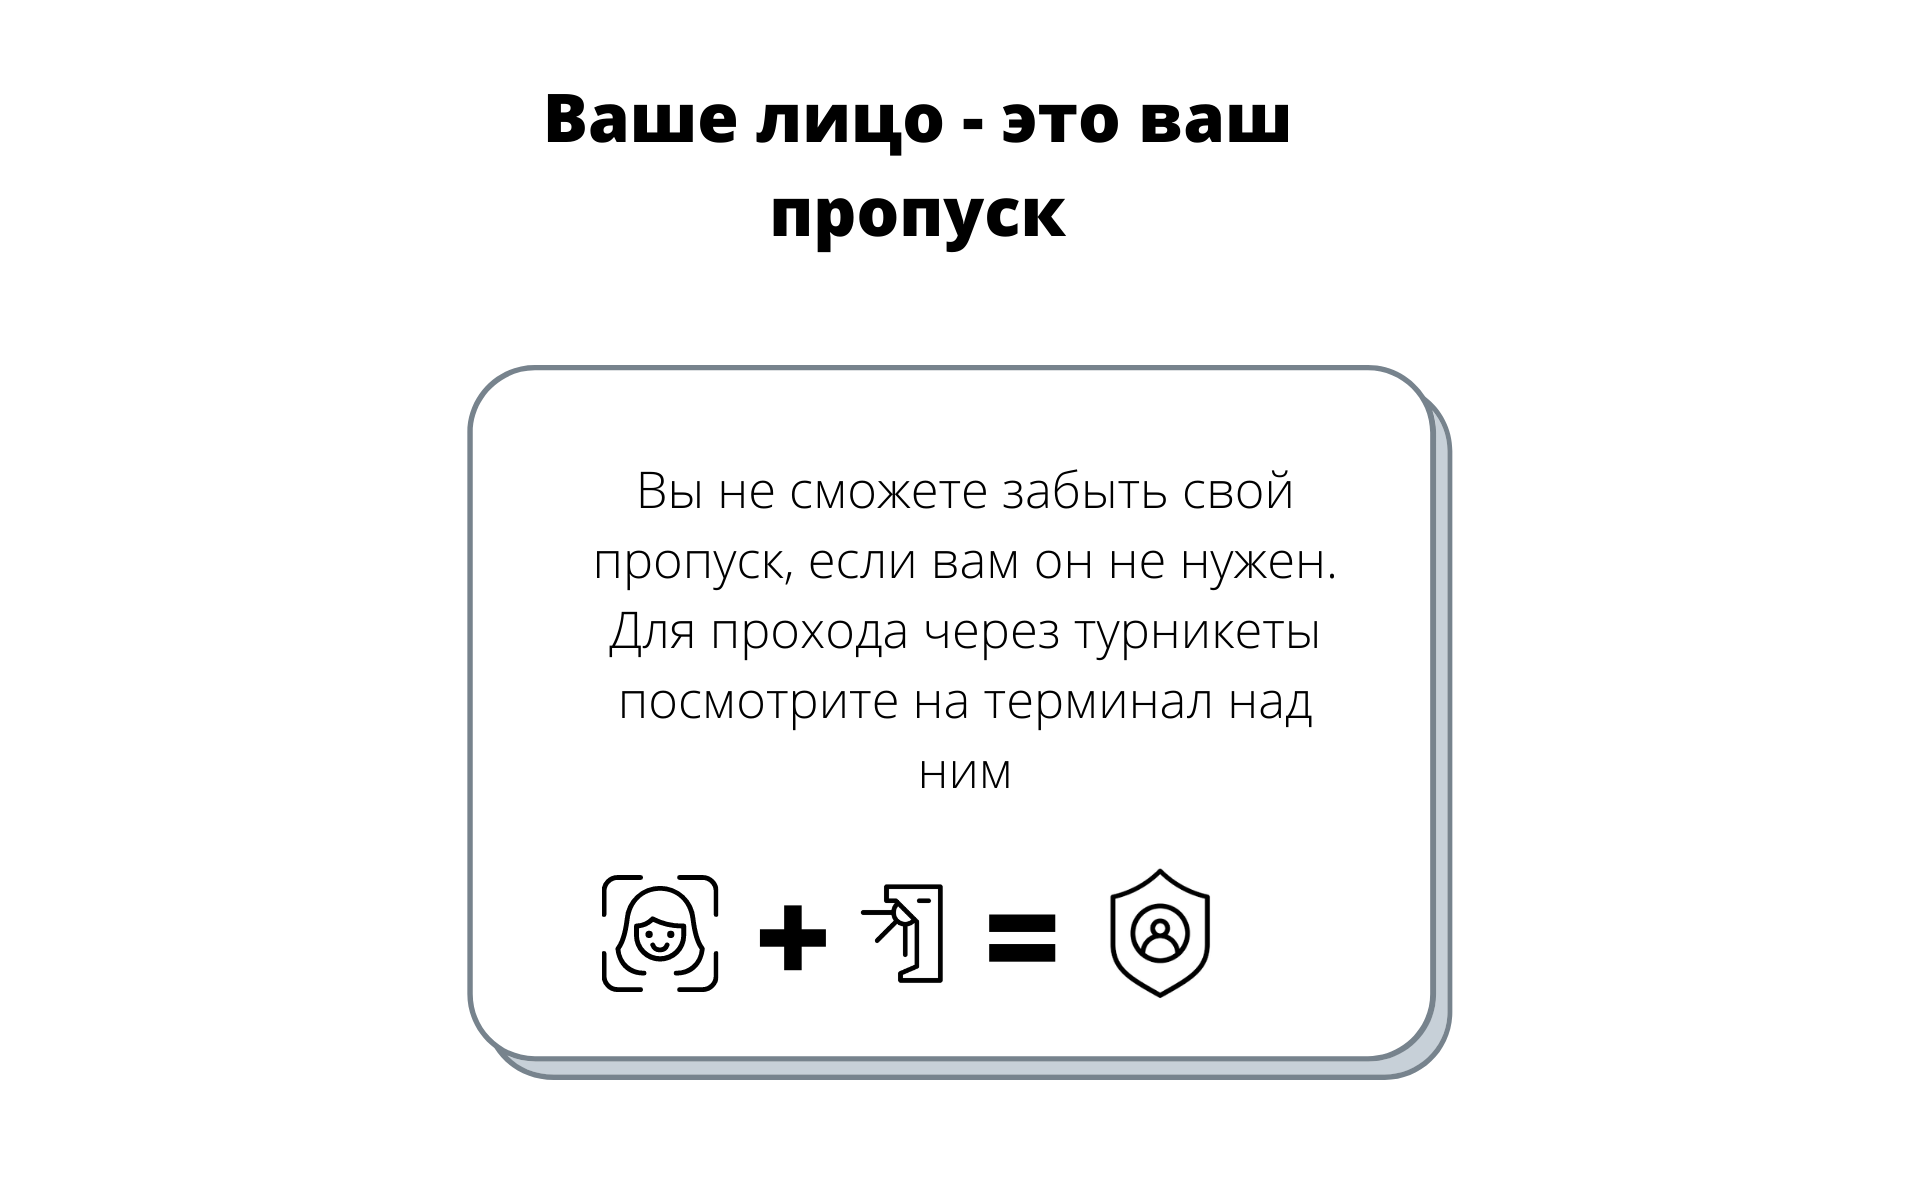 Ваше лицо - это ваш
пропуск
Вы не сможете забыть свой
пропуск, если вам он не нужен.
Для прохода через турникеты
посмотрите на терминал над
ним
+ =